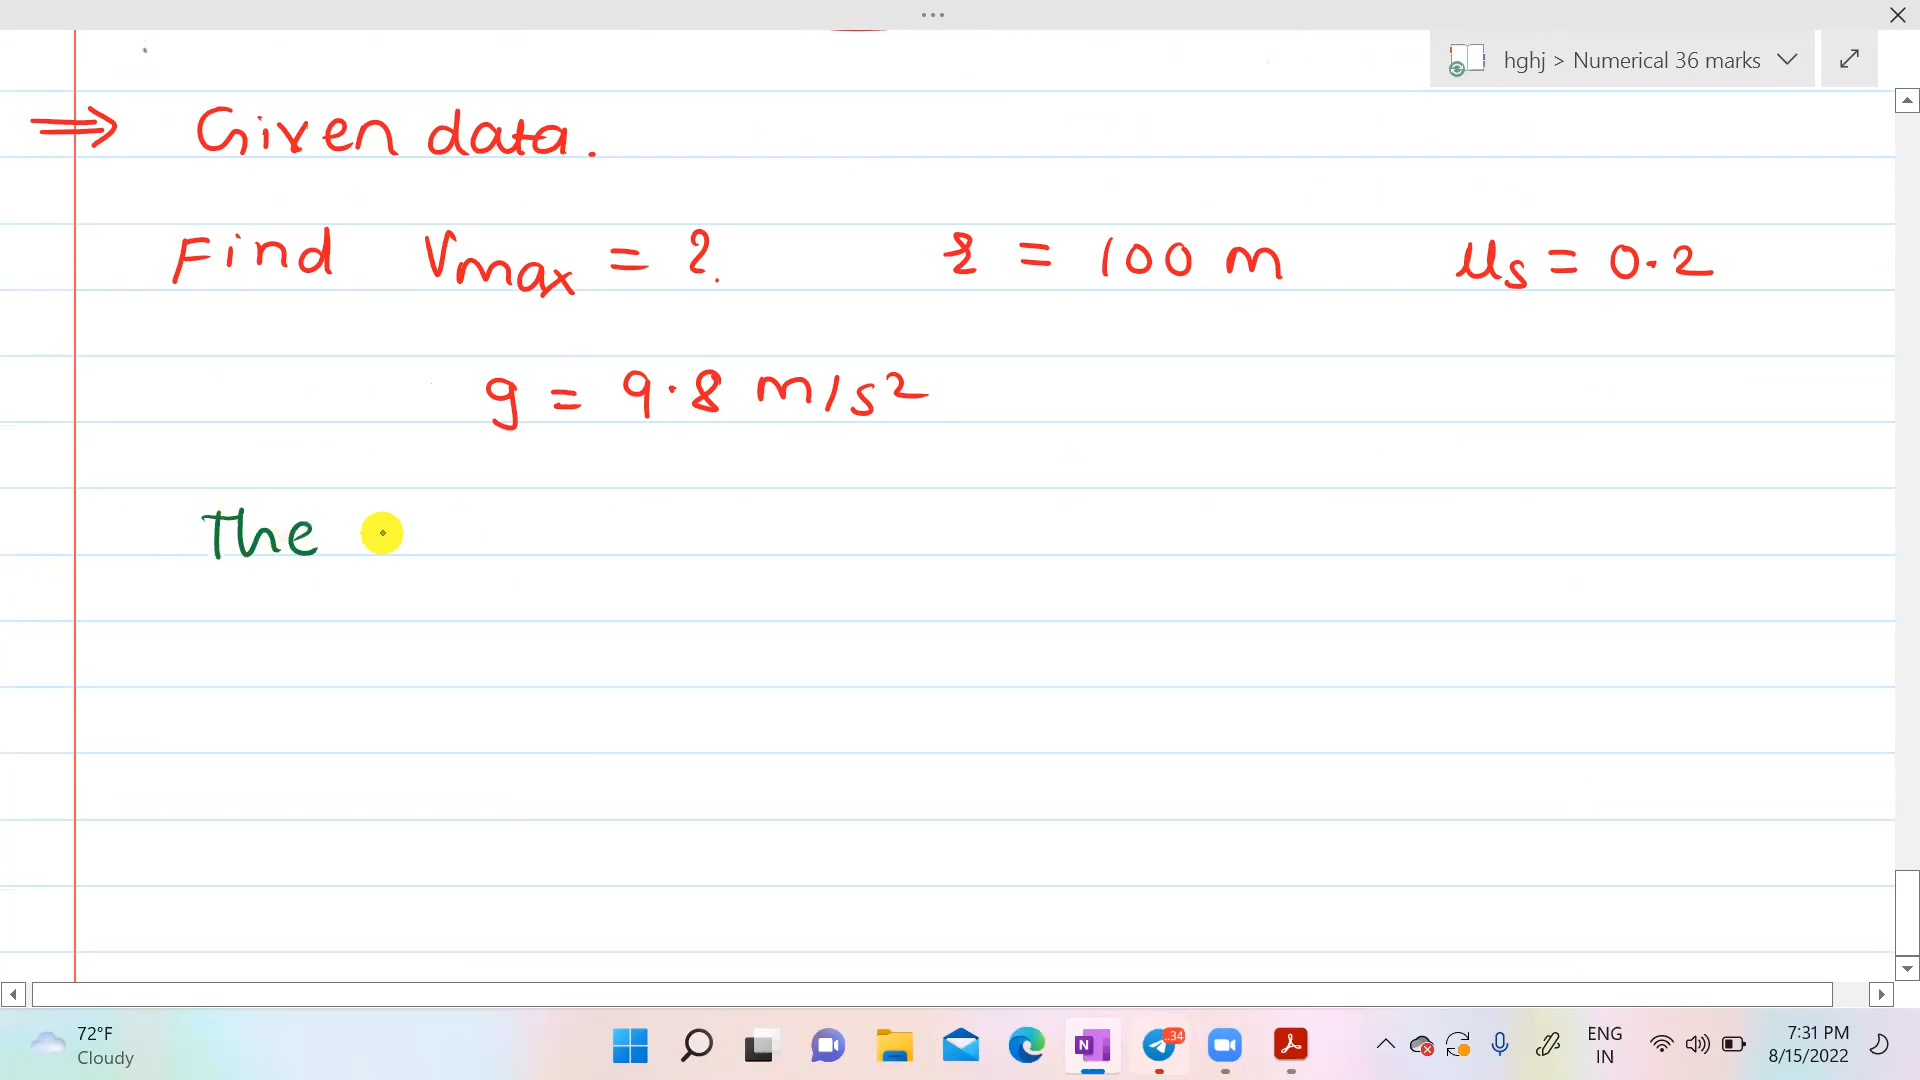 ...
hghj > Numerical 36 marks
⇒ Given data.
Find Vmax = ? r = 100 m μs = 0.2
g = 9.8 m/s²
The
72°F
Cloudy
34
ENG
IN
7:31 PM
8/15/2022